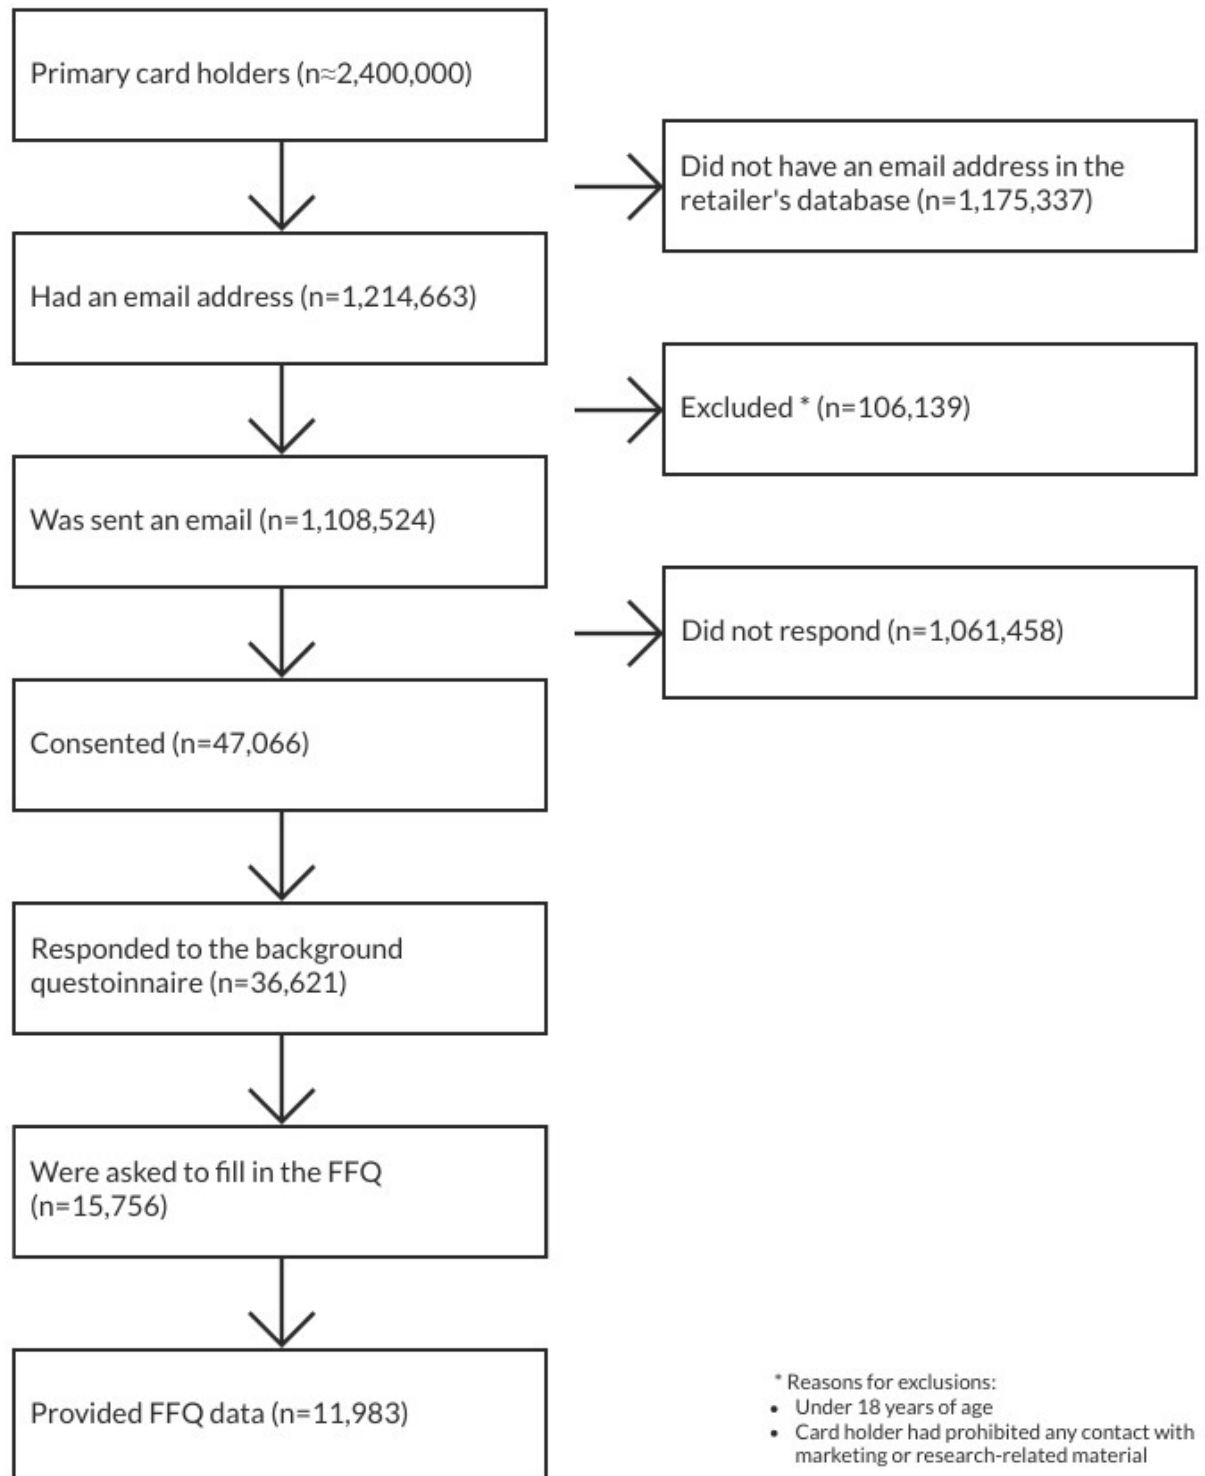 Primary card holders (n≈2,400,000)
Did not have an email address in the
retailer's database (n=1,175,337)
Had an email address (n=1,214,663)
Excluded * (n=106,139)
Was sent an email (n=1,108,524)
Did not respond (n=1,061,458)
Consented (n=47,066)
Responded to the background
questoinnaire (n=36,621)
Were asked to fill in the FFQ
(n=15,756)
Provided FFQ data (n=11,983)
* Reasons for exclusions:
• Under 18 years of age
• Card holder had prohibited any contact with
marketing or research-related material